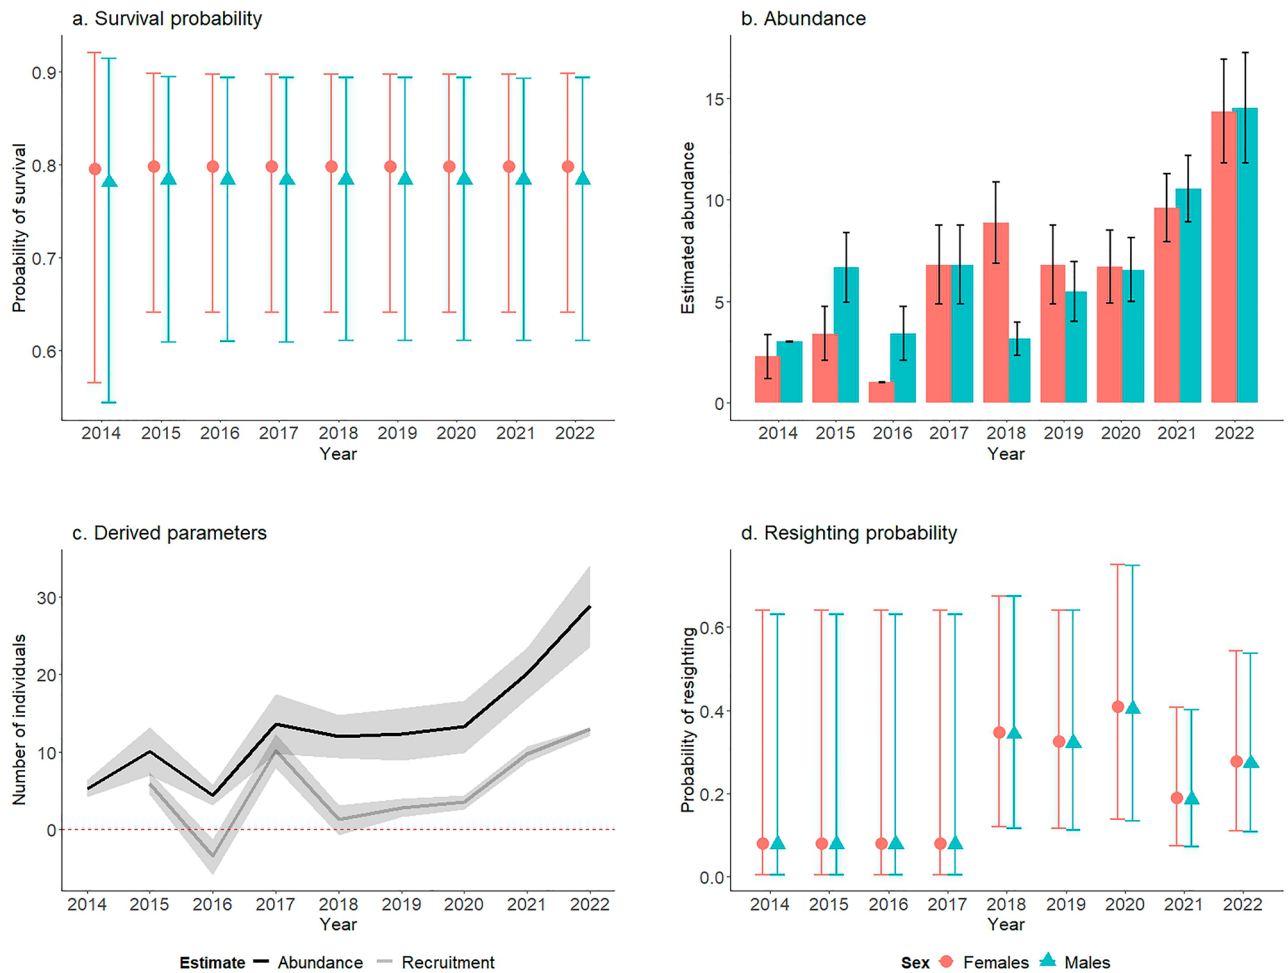 a. Survival probability
Probability of survival
0.9
0.8
0.7
0.6
2014 2015 2016 2017 2018 2019 2020 2021 2022
Year
b. Abundance
Estimated abundance
15
10
5
0
2014 2015 2016 2017 2018 2019 2020 2021 2022
Year
c. Derived parameters
Number of individuals
30
20
10
0
2014 2015 2016 2017 2018 2019 2020 2021 2022
Year
Estimate Abundance Recruitment
d. Resighting probability
Probability of resighting
0.6
0.4
0.2
0.0
2014 2015 2016 2017 2018 2019 2020 2021 2022
Year
Sex Females Males